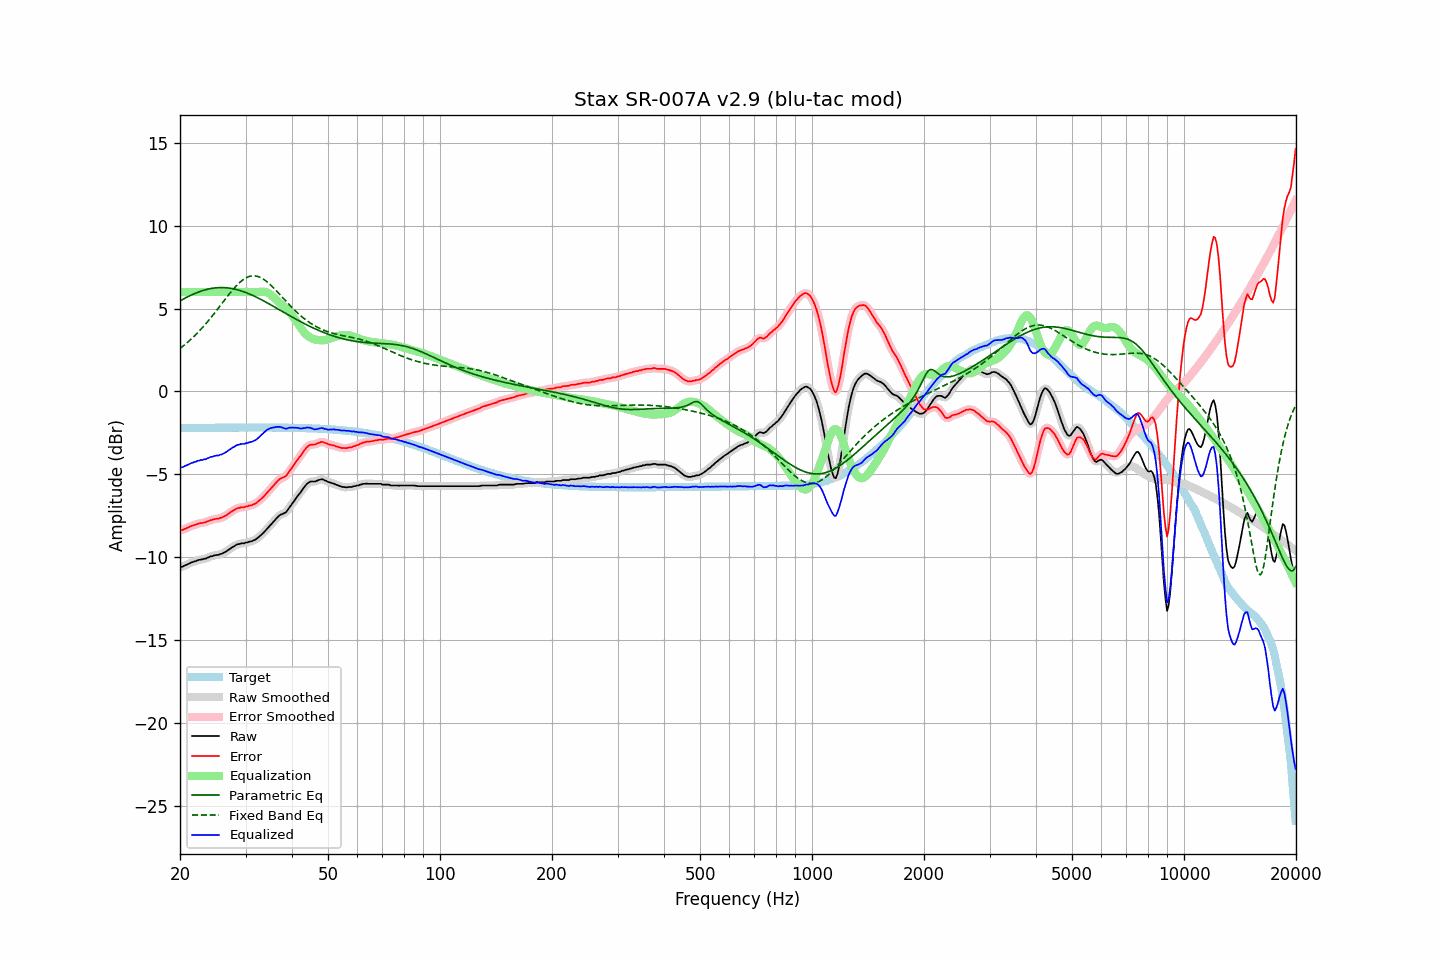 Stax SR-007A v2.9 (blu-tac mod)
Amplitude (dBr)
15
10
5
0
−5
−10
−15
−20
−25
Target
Raw Smoothed
Error Smoothed
Raw
Error
Equalization
Parametric Eq
Fixed Band Eq
Equalized
20 50 100 200 500 1000 2000 5000 10000 20000
Frequency (Hz)